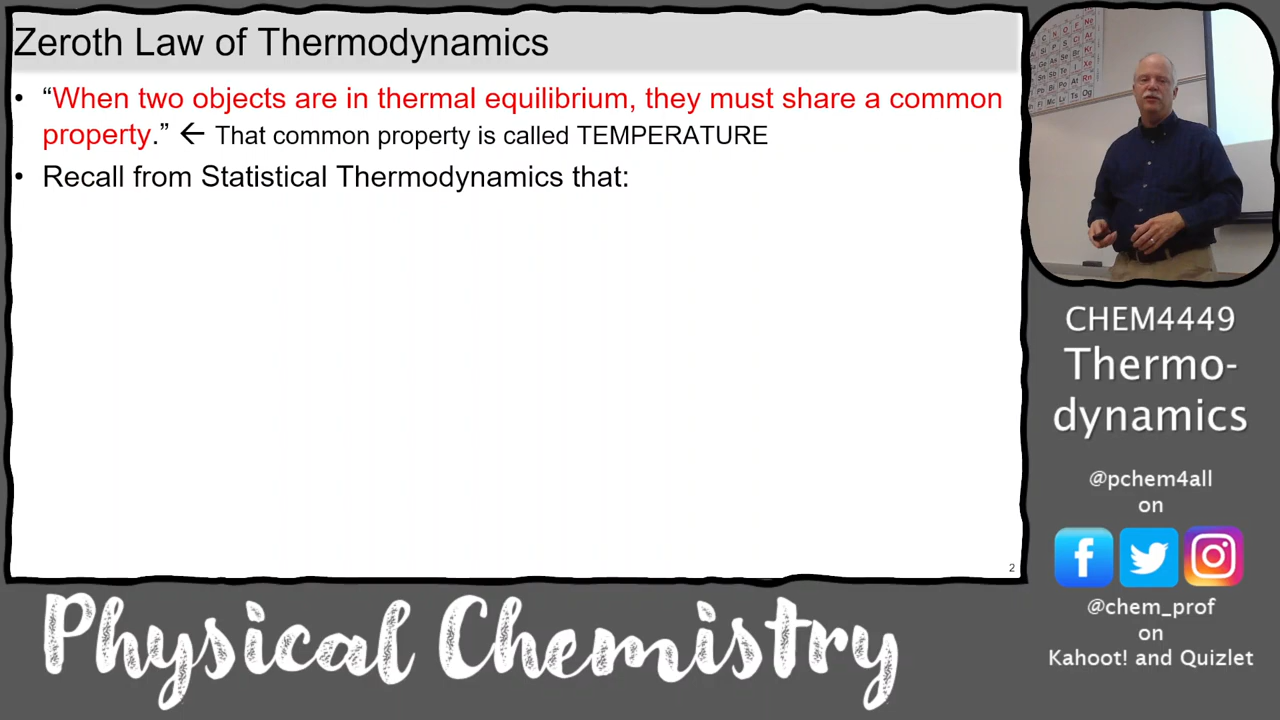 Zeroth Law of Thermodynamics
• “When two objects are in thermal equilibrium, they must share a common
property.” ← That common property is called TEMPERATURE
• Recall from Statistical Thermodynamics that:
2
C N O F Ne
CHEM4449
Thermo-
dynamics
@pchem4all
on
@chem_prof
on
Kahoot! and Quizlet
Physical Chemistry